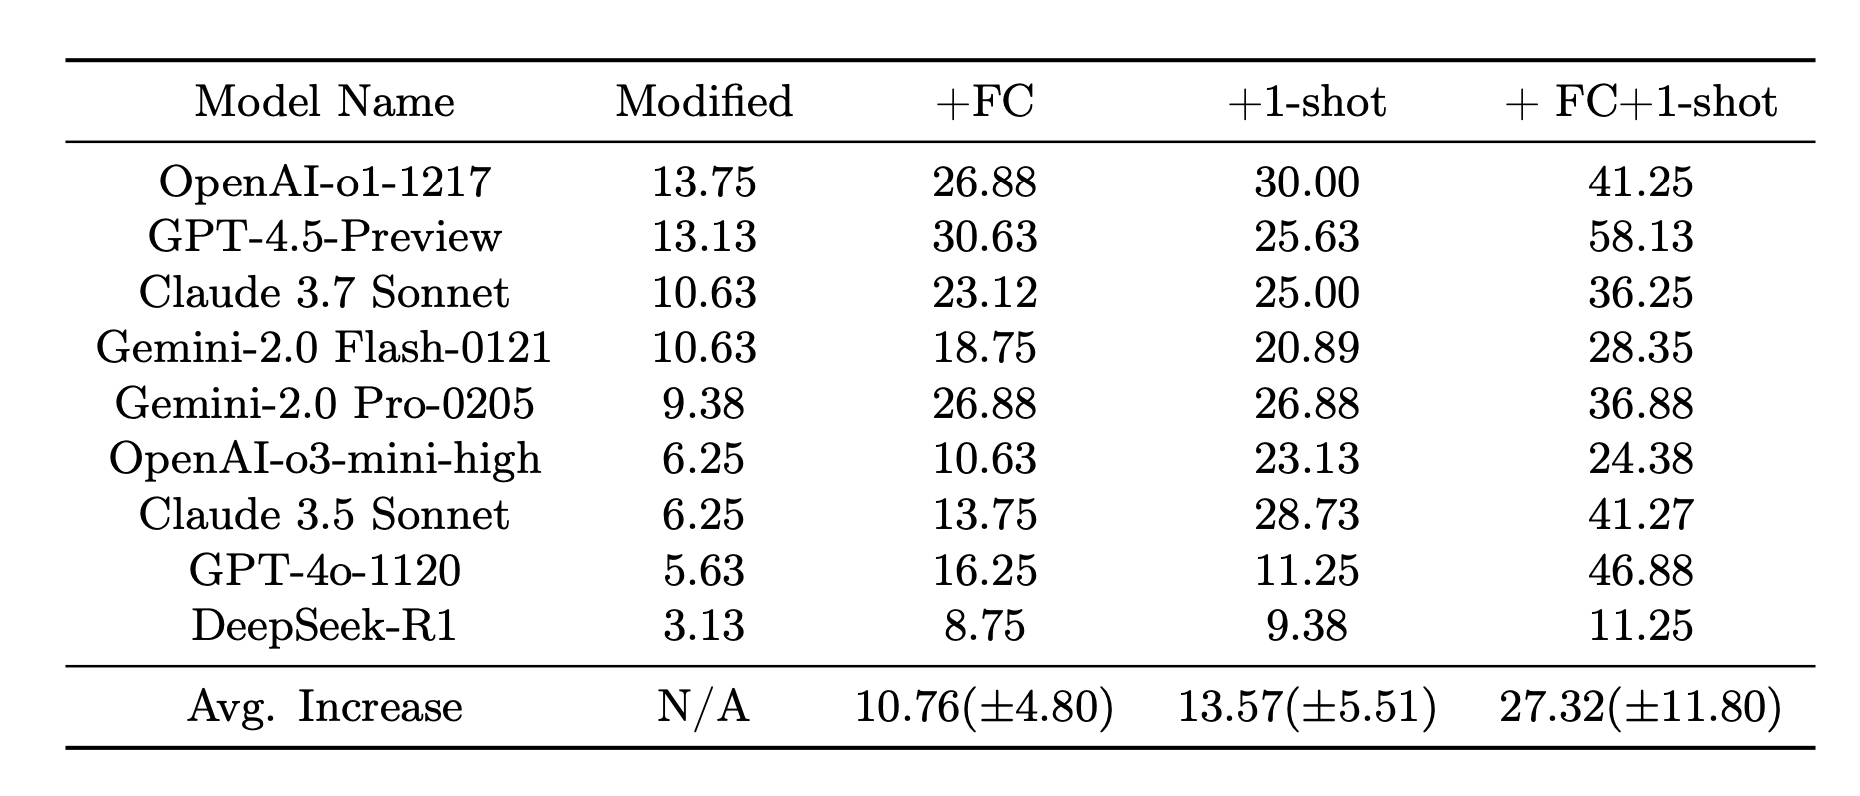 Model Name Modified +FC +1-shot + FC+1-shot
OpenAI-o1-1217 13.75 26.88 30.00 41.25
GPT-4.5-Preview 13.13 30.63 25.63 58.13
Claude 3.7 Sonnet 10.63 23.12 25.00 36.25
Gemini-2.0 Flash-0121 10.63 18.75 20.89 28.35
Gemini-2.0 Pro-0205 9.38 26.88 26.88 36.88
OpenAI-o3-mini-high 6.25 10.63 23.13 24.38
Claude 3.5 Sonnet 6.25 13.75 28.73 41.27
GPT-4o-1120 5.63 16.25 11.25 46.88
DeepSeek-R1 3.13 8.75 9.38 11.25
Avg. Increase N/A 10.76(±4.80) 13.57(±5.51) 27.32(±11.80)